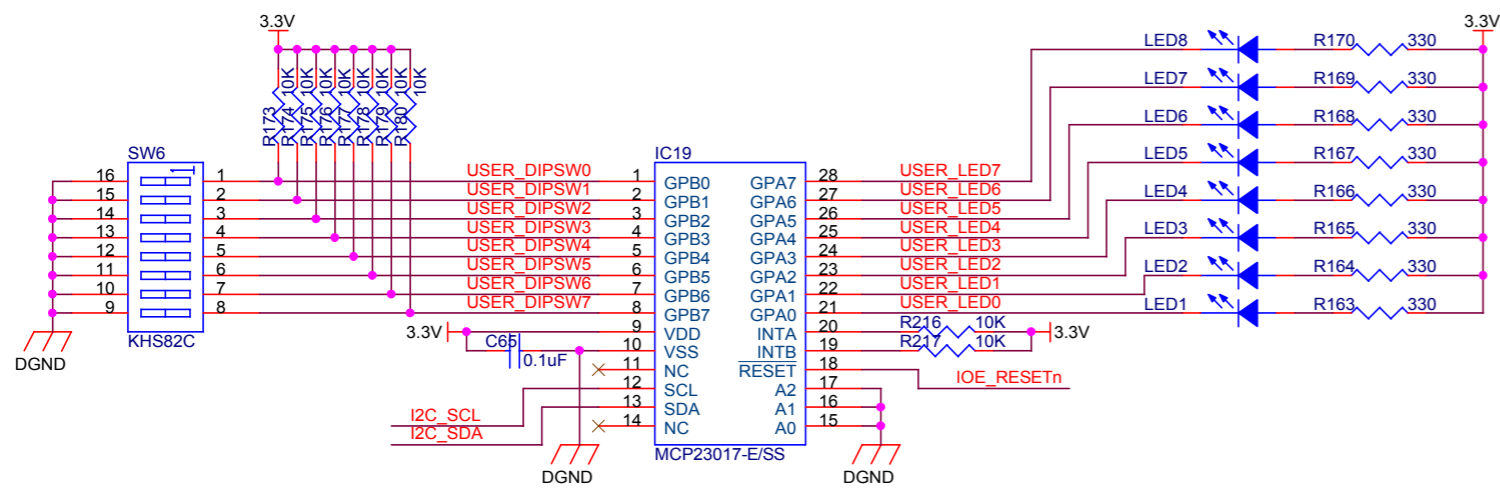 3.3V
3.3V
LED8
R170
330
LED7
R169
330
LED6
R168
330
LED5
R167
330
LED4
R166
330
LED3
R165
330
LED2
R164
330
LED1
R163
330
R173
R174 10K
R175 10K
R176 10K
R177 10K
R178 10K
R179 10K
R180 10K
10K
SW6
1
16
15
14
13
12
11
10
9
1
2
3
4
5
6
7
8
KHS82C
DGND
USER_DIPSW0
USER_DIPSW1
USER_DIPSW2
USER_DIPSW3
USER_DIPSW4
USER_DIPSW5
USER_DIPSW6
USER_DIPSW7
3.3V
C65
0.1uF
I2C_SCL
I2C_SDA
DGND
IC19
1 GPB0 GPA7 28
2 GPB1 GPA6 27
3 GPB2 GPA5 26
4 GPB3 GPA4 25
5 GPB4 GPA3 24
6 GPB5 GPA2 23
7 GPB6 GPA1 22
8 GPB7 GPA0 21
9 VDD INTA 20
10 VSS INTB 19
11 NC RESET 18
12 SCL A2 17
13 SDA A1 16
14 NC A0 15
MCP23017-E/SS
USER_LED7
USER_LED6
USER_LED5
USER_LED4
USER_LED3
USER_LED2
USER_LED1
USER_LED0
R216 10K
R217 10K
3.3V
IOE_RESETn
DGND